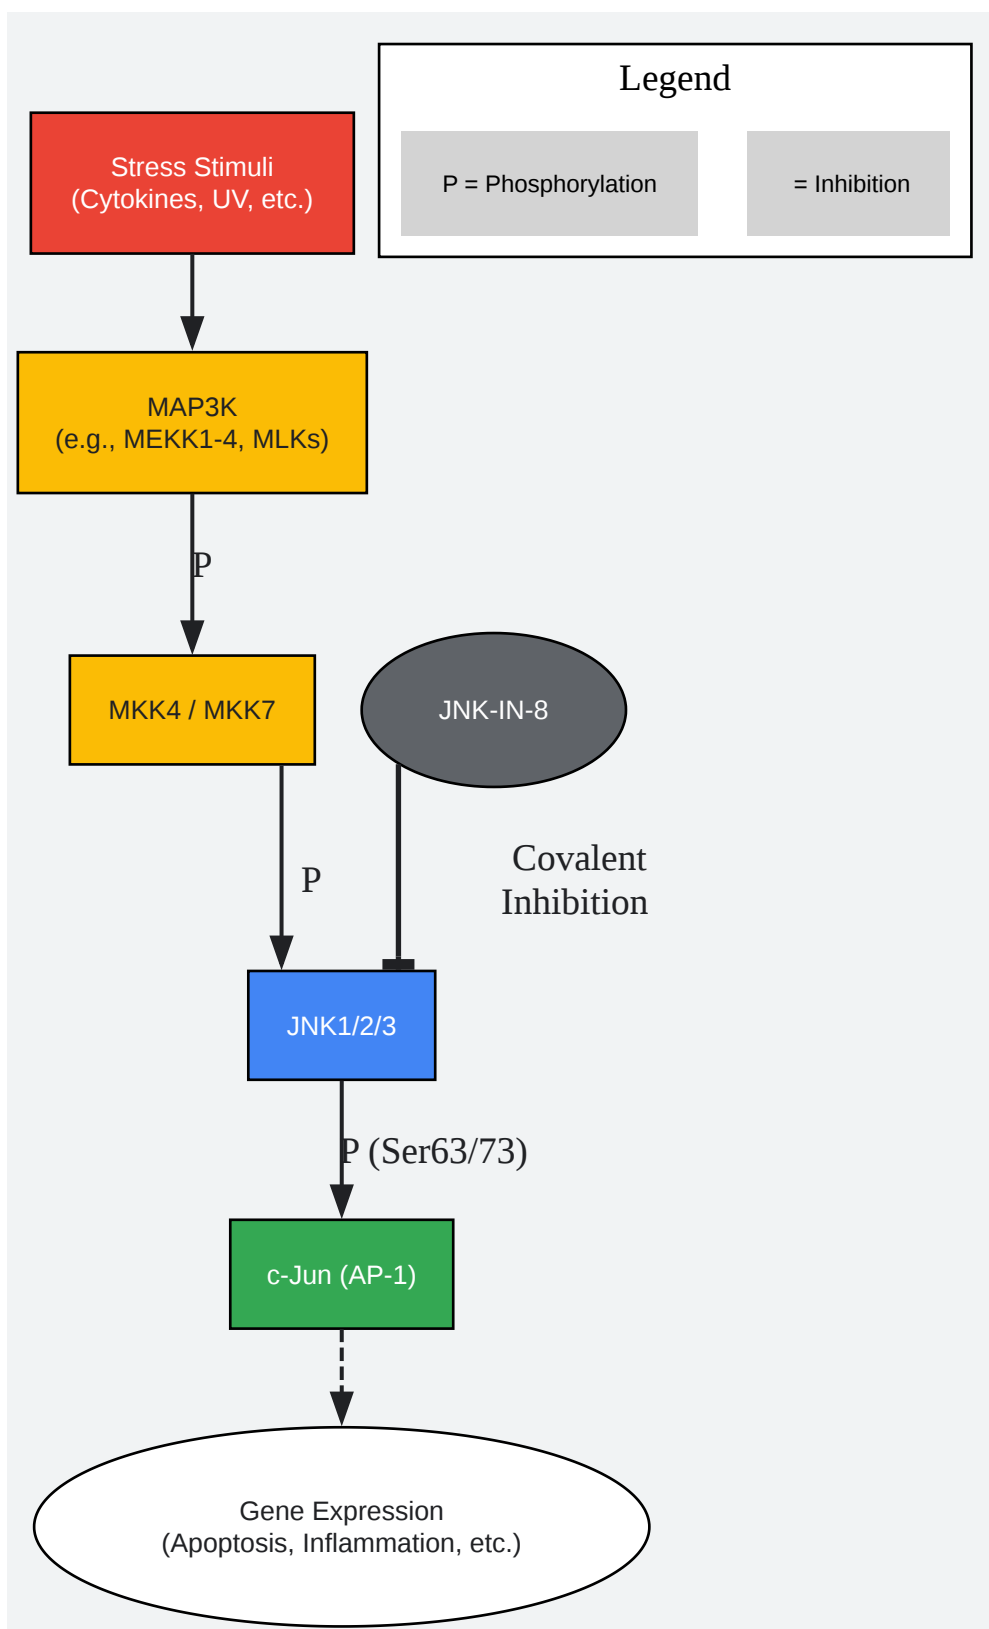 Legend
P = Phosphorylation
= Inhibition
Stress Stimuli
(Cytokines, UV, etc.)
MAP3K
(e.g., MEKK1-4, MLKs)
P
MKK4 / MKK7
JNK-IN-8
P
Covalent
Inhibition
JNK1/2/3
P (Ser63/73)
c-Jun (AP-1)
Gene Expression
(Apoptosis, Inflammation, etc.)